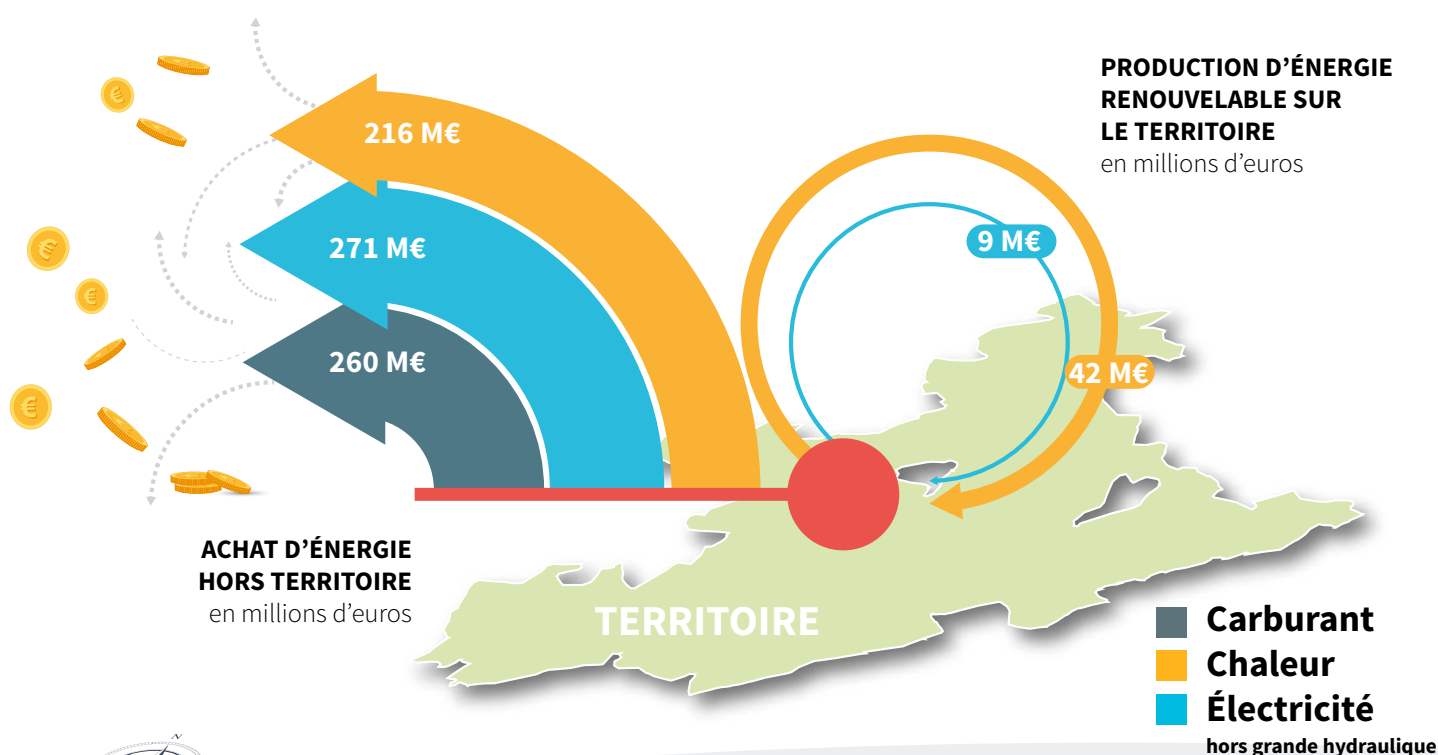 PRODUCTION D’ÉNERGIE
RENOUVELABLE SUR
LE TERRITOIRE
en millions d’euros
216 M€
271 M€
260 M€
9 M€
42 M€
€
€
€
€
ACHAT D’ÉNERGIE
HORS TERRITOIRE
en millions d’euros
TERRITOIRE
Carburant
Chaleur
Électricité
hors grande hydraulique
N